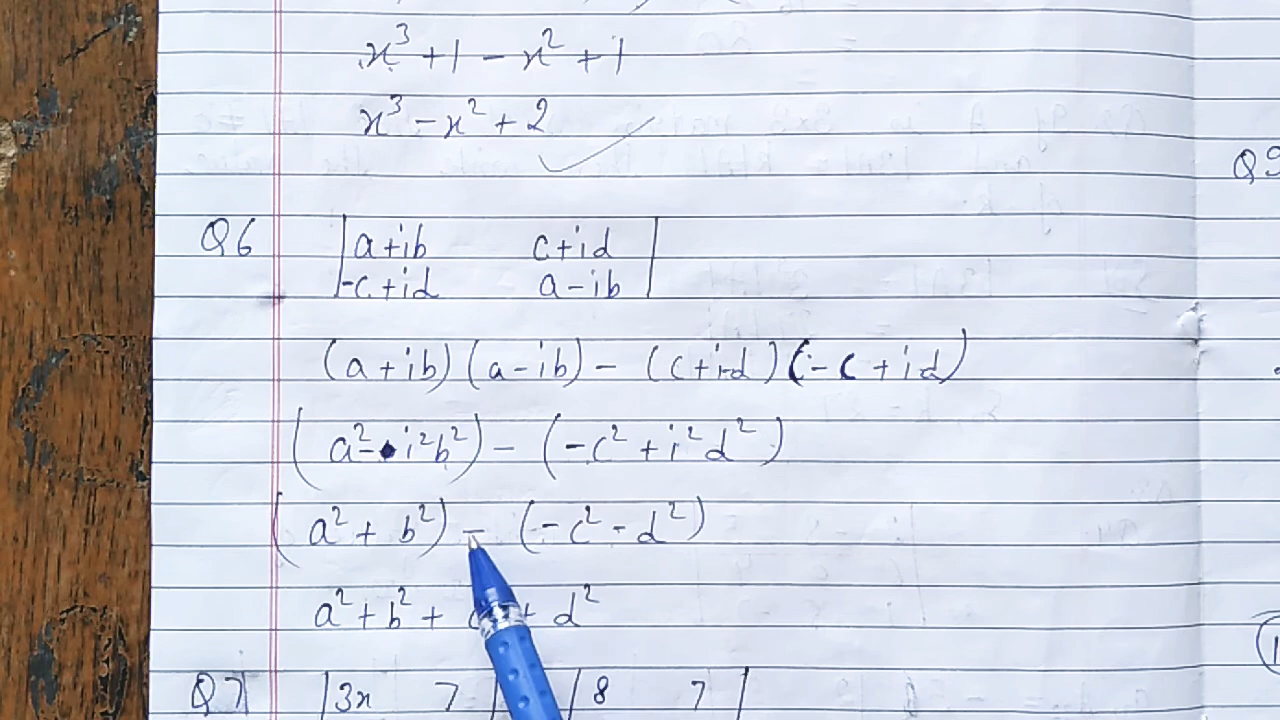 x³ + 1 - x² + 1
x³ - x² + 2
Q9
Q6 |a+ib c+id|
|-c+id a-ib|
(a+ib)(a-ib) - (c+id)(-c+id)
(a² - i²b²) - (-c² + i²d²)
(a² + b²) - (-c² - d²)
a² + b² + + d²
Q7 |3x 7| |8 7|